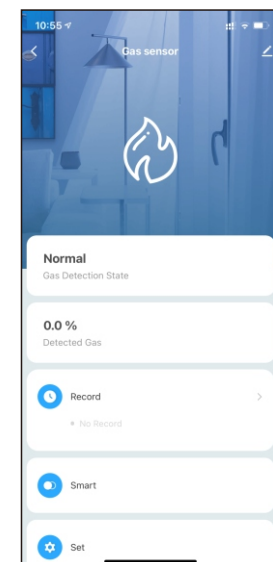 10:55
Gas sensor
Normal
Gas Detection State
0.0 %
Detected Gas
Record
• No Record
Smart
Set